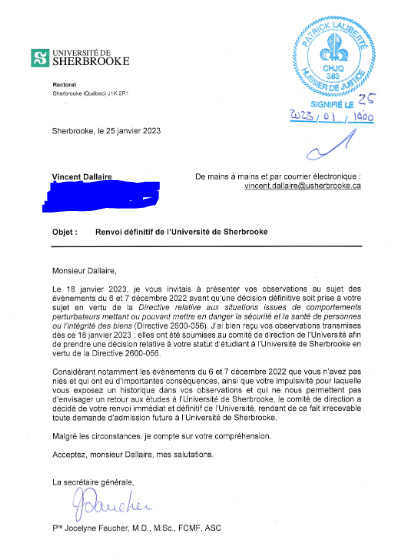 UNIVERSITÉ DE
SHERBROOKE
PATRICK LALIBERTÉ
CHJQ
383
HUISSIER DE JUSTICE
SIGNIFIÉ LE 25
2023/01/ 1400
Rectorat
Sherbrooke (Québec) J1K 2R1
Sherbrooke, le 25 janvier 2023
Vincent Dallaire
De mains à mains et par courrier électronique :
vincent.dallaire@usherbrooke.ca
Objet : Renvoi définitif de l'Université de Sherbrooke
Monsieur Dallaire,
Le 18 janvier 2023, je vous invitais à présenter vos observations au sujet des
évènements du 6 et 7 décembre 2022 avant qu'une décision définitive soit prise à votre
sujet en vertu de la Directive relative aux situations issues de comportements
perturbateurs mettant ou pouvant mettre en danger la sécurité et la santé de personnes
ou l'intégrité des biens (Directive 2600-056). J'ai bien reçu vos observations transmises
dès ce 18 janvier 2023 : elles ont été soumises au comité de direction de l'Université afin
de prendre une décision relative à votre statut d'étudiant à l'Université de Sherbrooke en
vertu de la Directive 2600-056.
Considérant notamment les évènements du 6 et 7 décembre 2022 que vous n'avez pas
niés et qui ont eu d'importantes conséquences, ainsi que votre impulsivité pour laquelle
vous exposez un historique dans vos observations et qui ne nous permettent pas
d'envisager un retour aux études à l'Université de Sherbrooke, le comité de direction a
décidé de votre renvoi immédiat et définitif de l'Université, rendant de ce fait irrecevable
toute demande d'admission future à l'Université de Sherbrooke.
Malgré les circonstances, je compte sur votre compréhension.
Acceptez, monsieur Dallaire, mes salutations.
La secrétaire générale,
JFaucher
Pre Jocelyne Faucher, M.D., M.Sc., FCMF, ASC